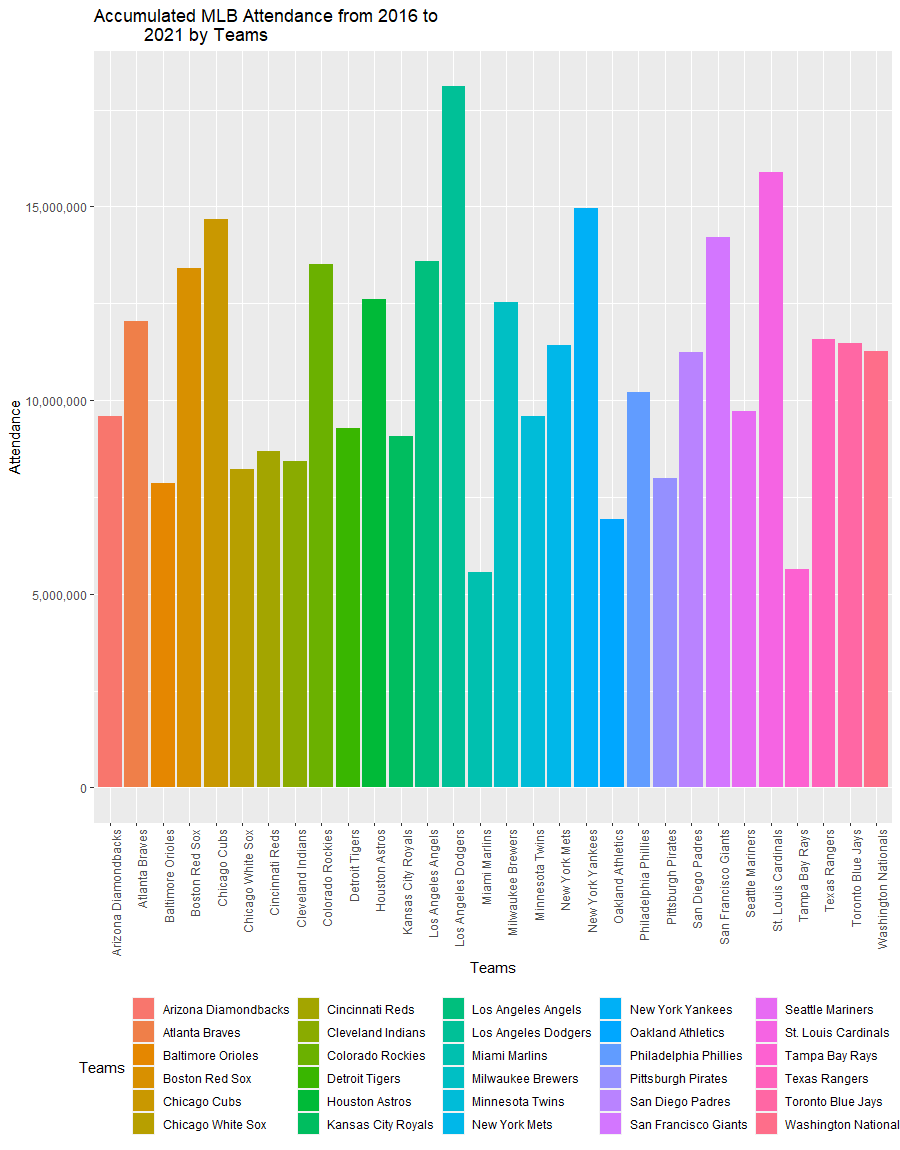 Accumulated MLB Attendance from 2016 to
2021 by Teams
Attendance
15,000,000
10,000,000
5,000,000
0
Arizona Diamondbacks
Atlanta Braves
Baltimore Orioles
Boston Red Sox
Chicago Cubs
Chicago White Sox
Cincinnati Reds
Cleveland Indians
Colorado Rockies
Detroit Tigers
Houston Astros
Kansas City Royals
Los Angeles Angels
Los Angeles Dodgers
Miami Marlins
Milwaukee Brewers
Minnesota Twins
New York Mets
New York Yankees
Oakland Athletics
Philadelphia Phillies
Pittsburgh Pirates
San Diego Padres
San Francisco Giants
Seattle Mariners
St. Louis Cardinals
Tampa Bay Rays
Texas Rangers
Toronto Blue Jays
Washington Nationals
Teams
Teams
Arizona Diamondbacks
Atlanta Braves
Baltimore Orioles
Boston Red Sox
Chicago Cubs
Chicago White Sox
Cincinnati Reds
Cleveland Indians
Colorado Rockies
Detroit Tigers
Houston Astros
Kansas City Royals
Los Angeles Angels
Los Angeles Dodgers
Miami Marlins
Milwaukee Brewers
Minnesota Twins
New York Mets
New York Yankees
Oakland Athletics
Philadelphia Phillies
Pittsburgh Pirates
San Diego Padres
San Francisco Giants
Seattle Mariners
St. Louis Cardinals
Tampa Bay Rays
Texas Rangers
Toronto Blue Jays
Washington National